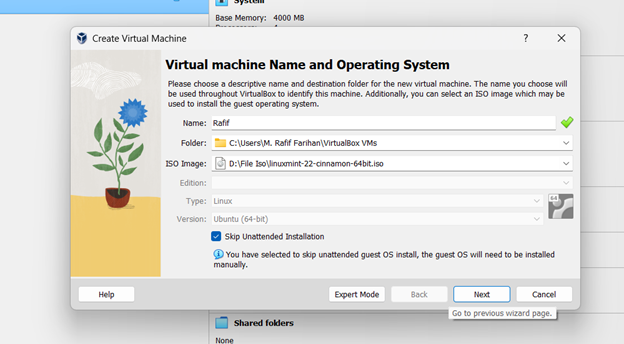 System
Base Memory: 4000 MB
Create Virtual Machine
?
Virtual machine Name and Operating System
Please choose a descriptive name and destination folder for the new virtual machine. The name you choose will
be used throughout VirtualBox to identify this machine. Additionally, you can select an ISO image which may be
used to install the guest operating system.
Name: Rafif
Folder: C:\Users\M. Rafif Farihan\VirtualBox VMs
ISO Image: D:\File Iso\linuxmint-22-cinnamon-64bit.iso
Edition:
Type: Linux
64
Version: Ubuntu (64-bit)
Skip Unattended Installation
You have selected to skip unattended guest OS install, the guest OS will need to be installed
manually.
Help Expert Mode Back Next Cancel
Go to previous wizard page.
Shared folders
None